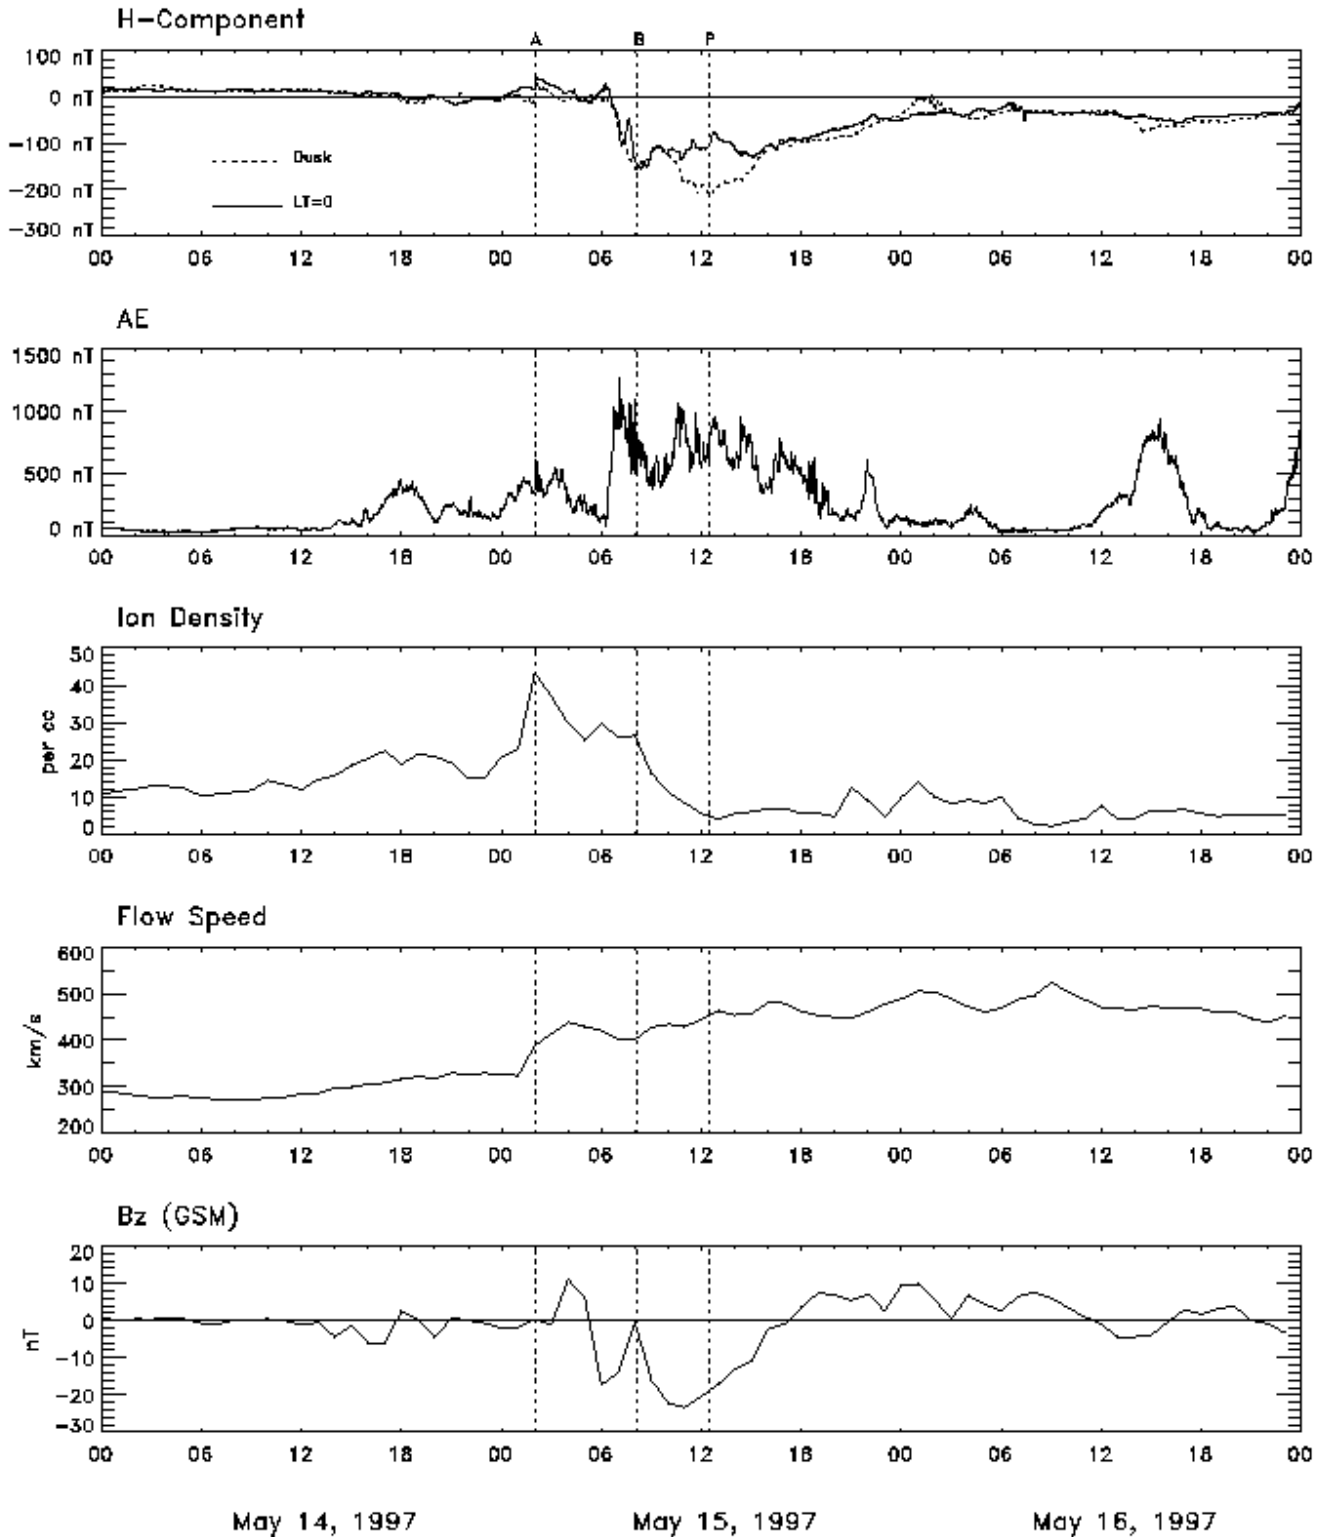 H-Component
A B P
100 nT
0 nT
-100 nT
-200 nT
-300 nT
Dusk
LT=0
00 06 12 18 00 06 12 18 00 06 12 18 00
AE
1500 nT
1000 nT
500 nT
0 nT
00 06 12 18 00 06 12 18 00 06 12 18 00
Ion Density
per cc
50
40
30
20
10
0
00 06 12 18 00 06 12 18 00 06 12 18 00
Flow Speed
km/s
600
500
400
300
200
00 06 12 18 00 06 12 18 00 06 12 18 00
Bz (GSM)
nT
20
10
0
-10
-20
-30
00 06 12 18 00 06 12 18 00 06 12 18 00
May 14, 1997 May 15, 1997 May 16, 1997